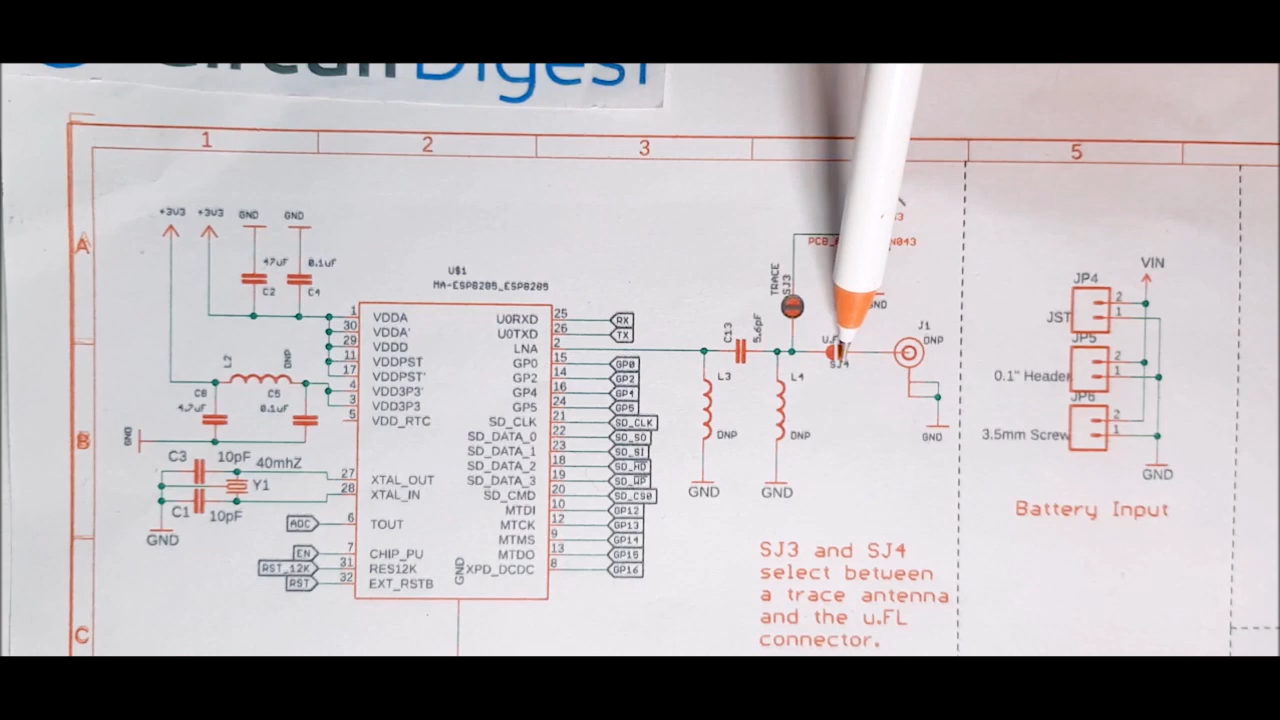 Circuit Digest
1
2
3
5
A
+3V3
+3V3
GND
GND
47uF
0.1uF
C2
C4
U$1
MA-ESP8285_ESP8285
1
30
29
11
17
4
3
5
27
28
6
7
31
32
VDDA
VDDA'
VDDD
VDDPST
VDDPST'
VDD3P3'
VDD3P3
VDD_RTC
XTAL_OUT
XTAL_IN
TOUT
CHIP_PU
RES12K
EXT_RSTB
GND
U0RXD
U0TXD
LNA
GP0
GP2
GP4
GP5
SD_CLK
SD_DATA_0
SD_DATA_1
SD_DATA_2
SD_DATA_3
SD_CMD
MTDI
MTCK
MTMS
MTDO
XPD_DCDC
25
26
2
15
14
16
24
21
22
23
18
19
20
10
12
9
13
8
RX
TX
GP0
GP2
GP4
GP5
SD_CLK
SD_SO
SD_SI
SD_HD
SD_WP
SD_CS0
GP12
GP13
GP14
GP15
GP16
L2
DNP
C6
C5
4.7uF
0.1uF
GND
B
C3
10pF
40mhZ
Y1
C1
10pF
GND
ADC
EN
RST_12K
RST
C13
5.6pF
TRACE
SJ3
GND
SJ4
J1
DNP
GND
L3
DNP
GND
L4
DNP
GND
SJ3 and SJ4
select between
a trace antenna
and the u.FL
connector.
VIN
JP4
2
1
JST
JP5
2
1
0.1" Header
JP6
2
1
3.5mm Screw
GND
Battery Input
C